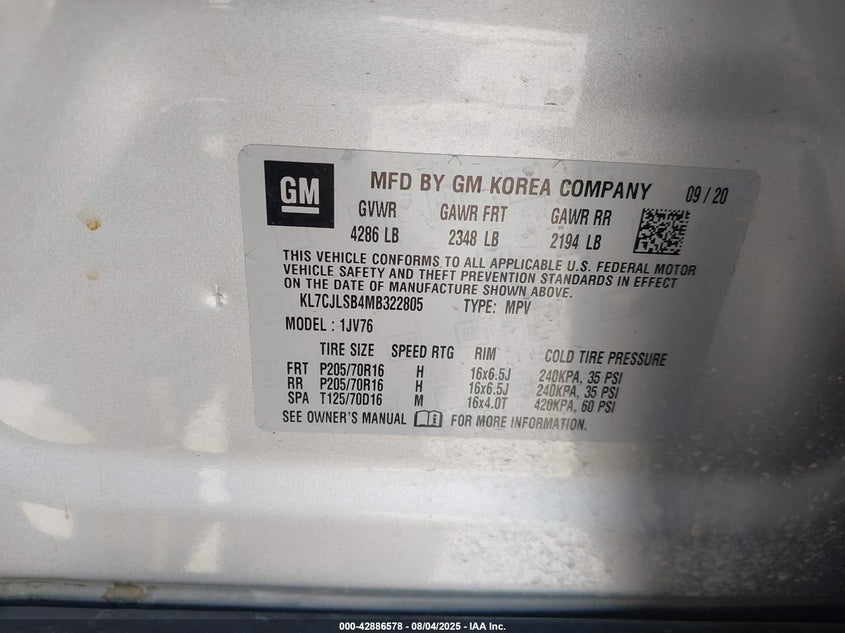 GM
MFD BY GM KOREA COMPANY 09 / 20
GVWR GAWR FRT GAWR RR
4286 LB 2348 LB 2194 LB
THIS VEHICLE CONFORMS TO ALL APPLICABLE U.S. FEDERAL MOTOR
VEHICLE SAFETY AND THEFT PREVENTION STANDARDS IN EFFECT
ON THE DATE OF MANUFACTURE SHOWN ABOVE.
KL7CJLSB4MB322805 TYPE: MPV
MODEL : 1JV76
TIRE SIZE SPEED RTG RIM COLD TIRE PRESSURE
FRT P205/70R16 H 16x6.5J 240KPA, 35 PSI
RR P205/70R16 H 16x6.5J 240KPA, 35 PSI
SPA T125/70D16 M 16x4.0T 420KPA, 60 PSI
SEE OWNER'S MANUAL FOR MORE INFORMATION.
000-42886578 - 08/04/2025 - IAA Inc.